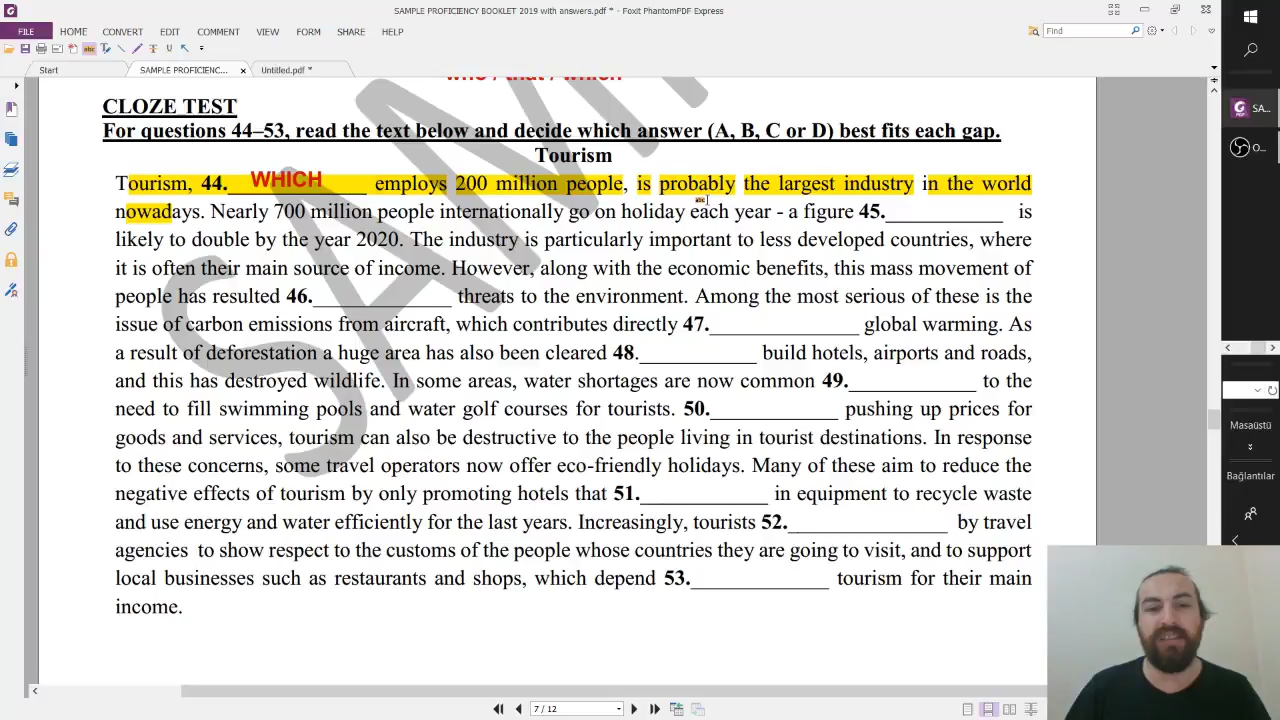 SAMPLE PROFICIENCY BOOKLET 2019 with answers.pdf * - Foxit PhantomPDF Express
FILE HOME CONVERT EDIT COMMENT VIEW FORM SHARE HELP
Find
Start SAMPLE PROFICIENC... Untitled.pdf *
who / that / which
CLOZE TEST
For questions 44–53, read the text below and decide which answer (A, B, C or D) best fits each gap.
Tourism
Tourism, 44.____________ WHICH employs 200 million people, is probably the largest industry in the world
nowadays. Nearly 700 million people internationally go on holiday each year - a figure 45.___________ is
likely to double by the year 2020. The industry is particularly important to less developed countries, where
it is often their main source of income. However, along with the economic benefits, this mass movement of
people has resulted 46._____________ threats to the environment. Among the most serious of these is the
issue of carbon emissions from aircraft, which contributes directly 47.______________ global warming. As
a result of deforestation a huge area has also been cleared 48.___________ build hotels, airports and roads,
and this has destroyed wildlife. In some areas, water shortages are now common 49.____________ to the
need to fill swimming pools and water golf courses for tourists. 50.____________ pushing up prices for
goods and services, tourism can also be destructive to the people living in tourist destinations. In response
to these concerns, some travel operators now offer eco-friendly holidays. Many of these aim to reduce the
negative effects of tourism by only promoting hotels that 51.____________ in equipment to recycle waste
and use energy and water efficiently for the last years. Increasingly, tourists 52._______________ by travel
agencies to show respect to the customs of the people whose countries they are going to visit, and to support
local businesses such as restaurants and shops, which depend 53._____________ tourism for their main
income.
7 / 12
SA...
O...
Masaüstü
Bağlantılar